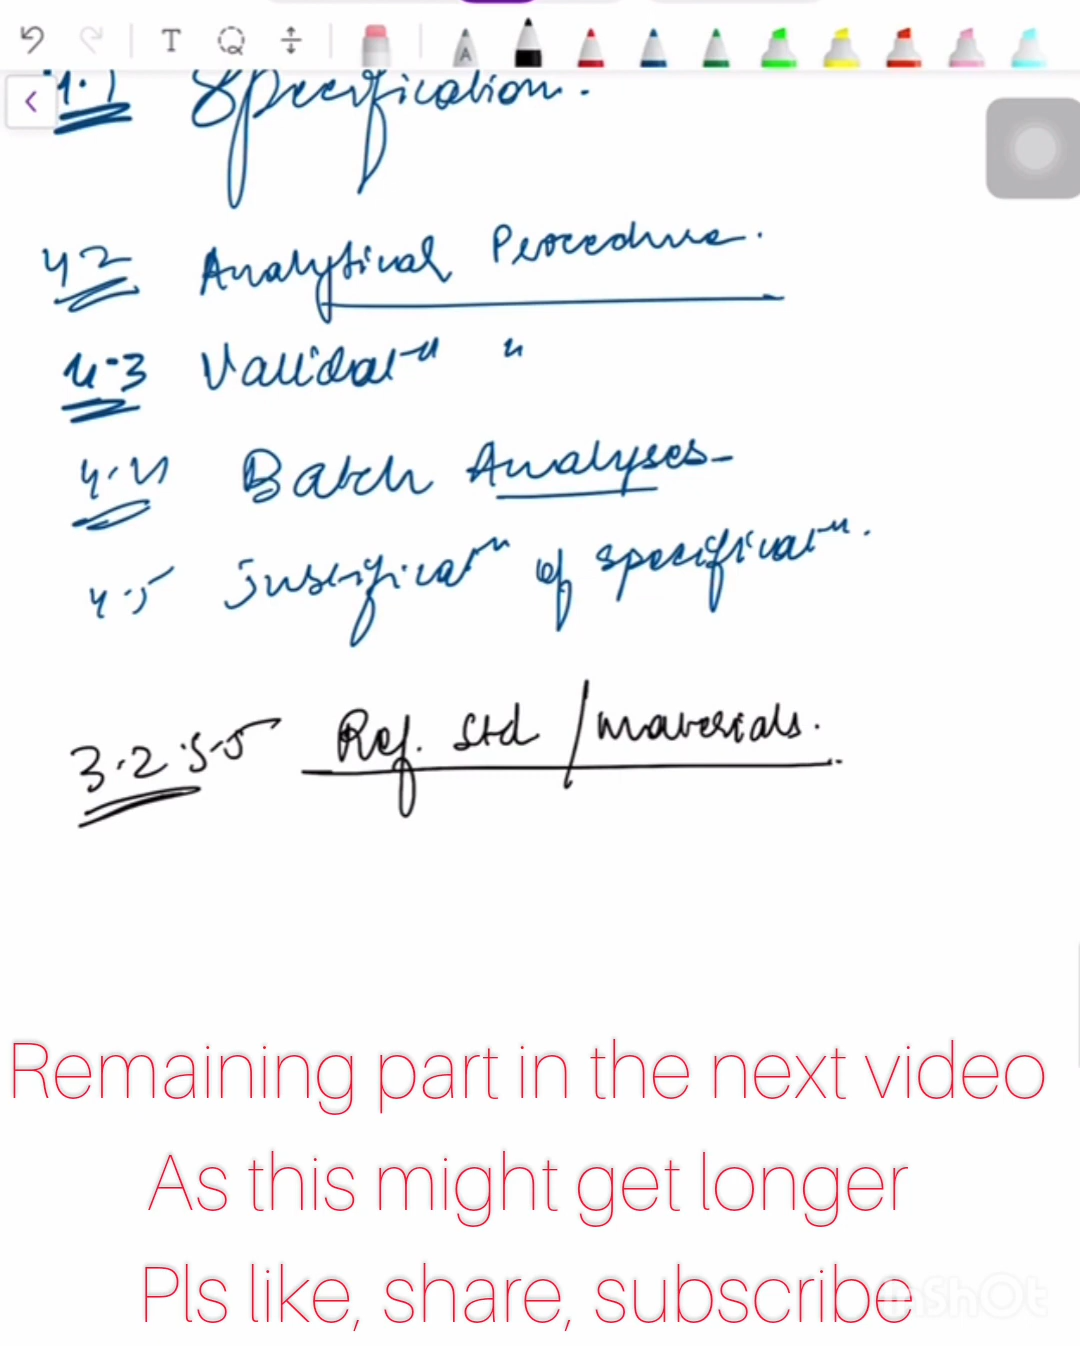 4.1 Specification.
4.2 Analytical Procedure.
4.3 Validatⁿ "
4.4 Batch Analyses-
4.5 justificatⁿ of specificatⁿ.
3.2.S.5 Ref. Std / materials.
Remaining part in the next video
As this might get longer
Pls like, share, subscribe
InShOt